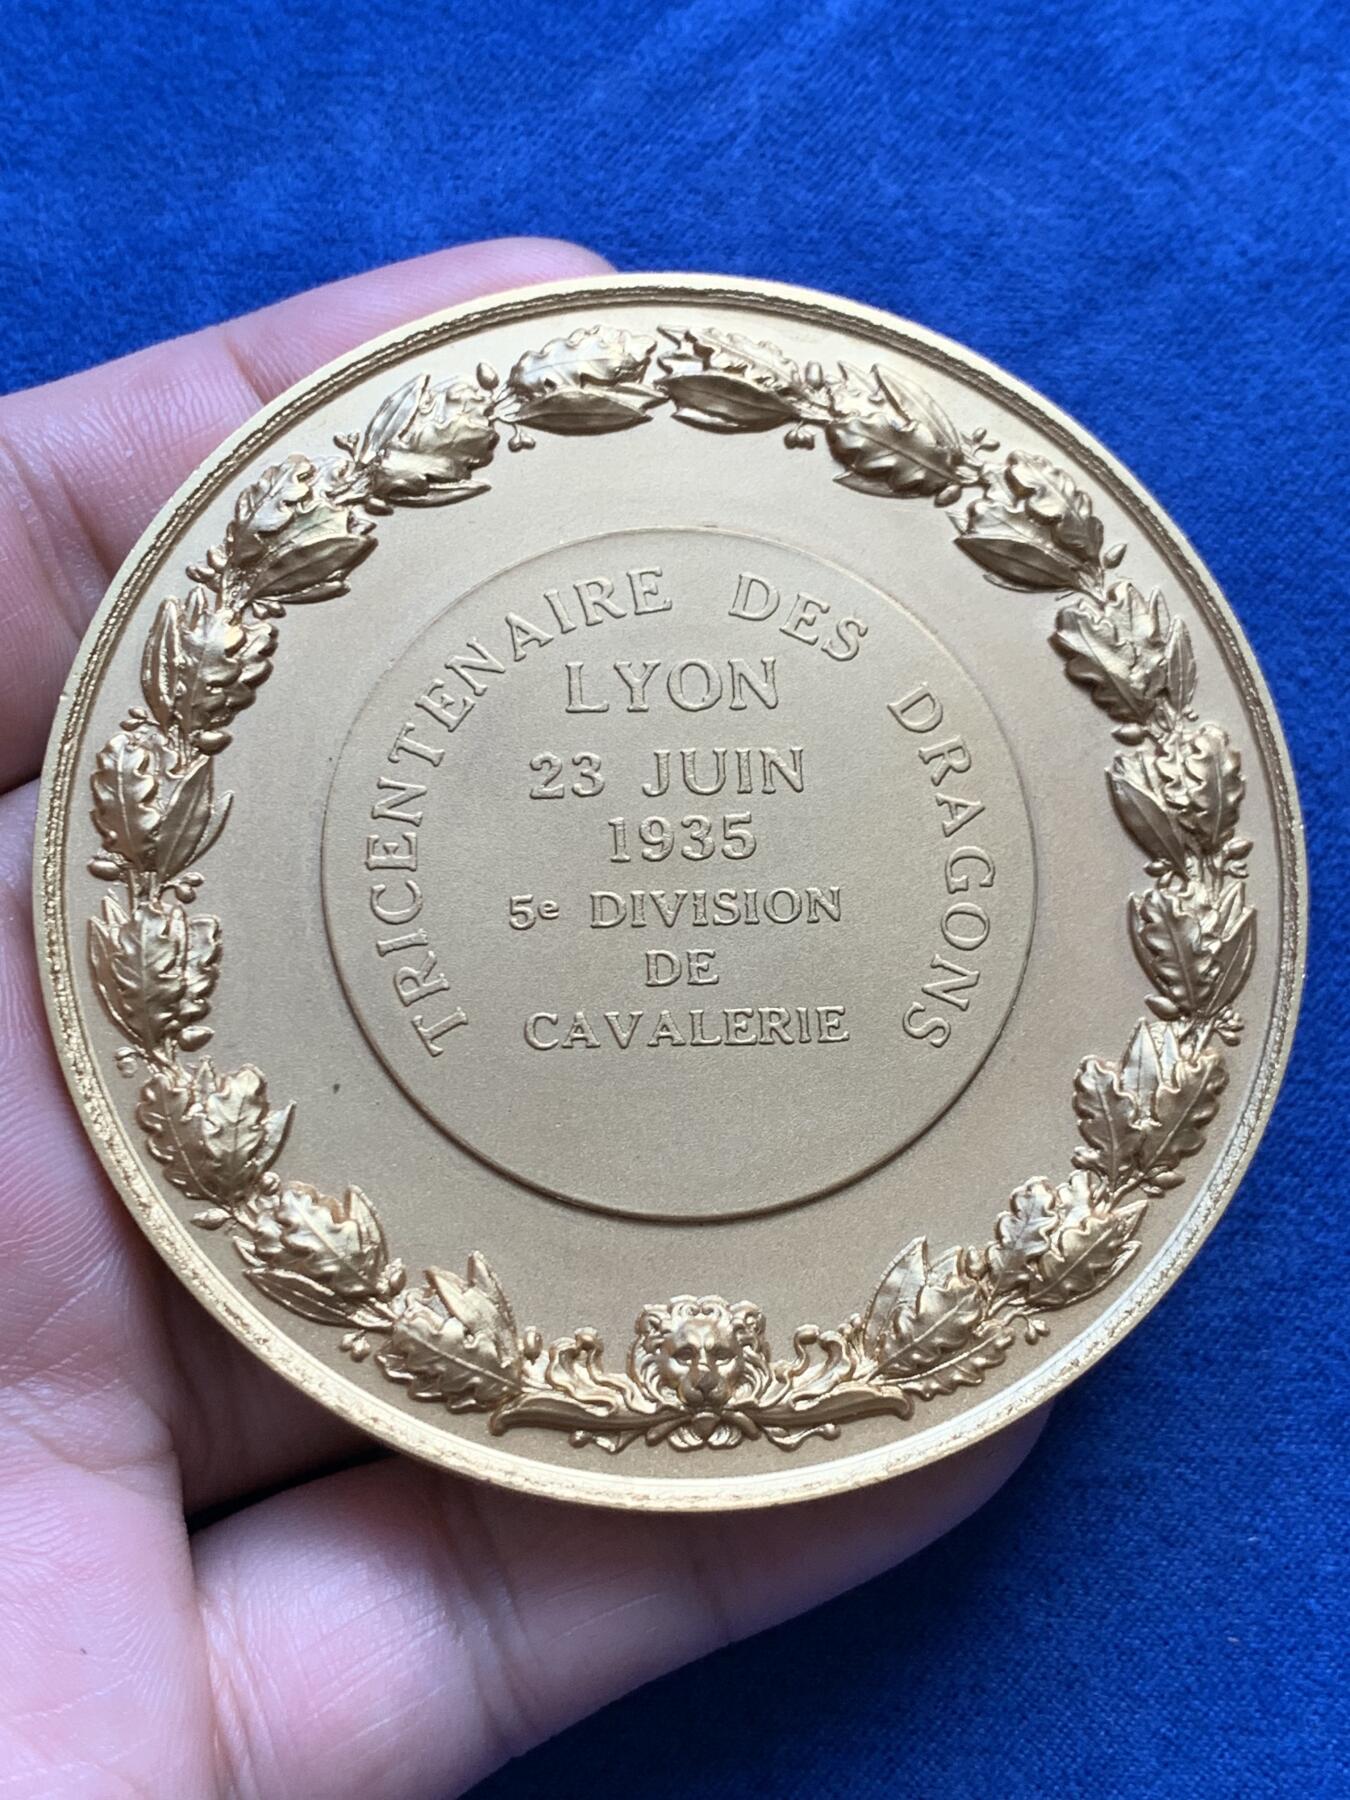 TRICENTENAIRE DES DRAGONS
LYON
23 JUIN
1935
5e DIVISION
DE
CAVALERIE